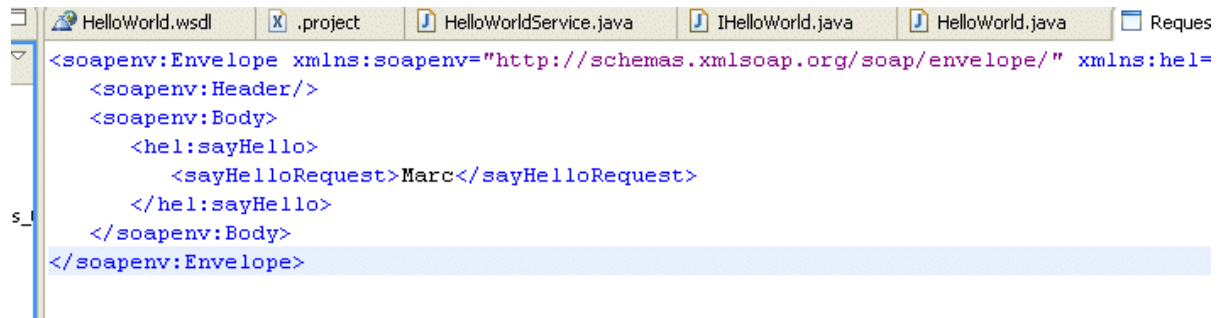 HelloWorld.wsdl .project HelloWorldService.java IHelloWorld.java HelloWorld.java Reques
<soapenv:Envelope xmlns:soapenv="http://schemas.xmlsoap.org/soap/envelope/" xmlns:hel=
<soapenv:Header/>
<soapenv:Body>
<hel:sayHello>
<sayHelloRequest>Marc</sayHelloRequest>
</hel:sayHello>
</soapenv:Body>
</soapenv:Envelope>